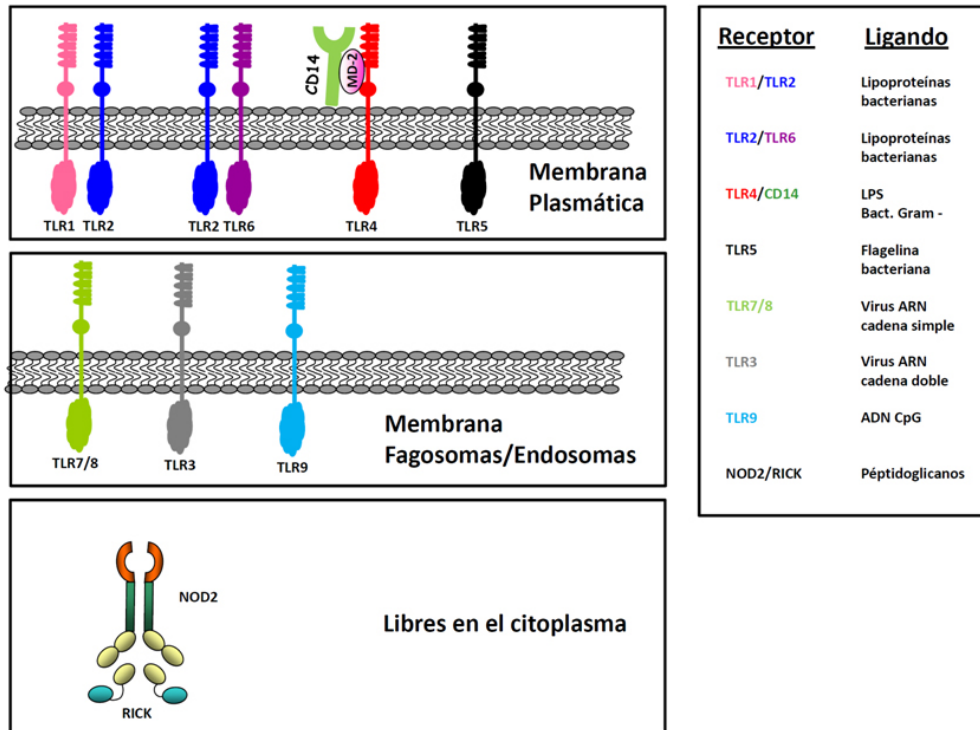 CD14
MD-2
Membrana
Plasmática
TLR1 TLR2
TLR2 TLR6
TLR4
TLR5
TLR7/8
TLR3
TLR9
Membrana
Fagosomas/Endosomas
NOD2
RICK
Libres en el citoplasma
Receptor Ligando
TLR1/TLR2 Lipoproteínas
bacterianas
TLR2/TLR6 Lipoproteínas
bacterianas
TLR4/CD14 LPS
Bact. Gram -
TLR5 Flagelina
bacteriana
TLR7/8 Virus ARN
cadena simple
TLR3 Virus ARN
cadena doble
TLR9 ADN CpG
NOD2/RICK Péptidoglicanos